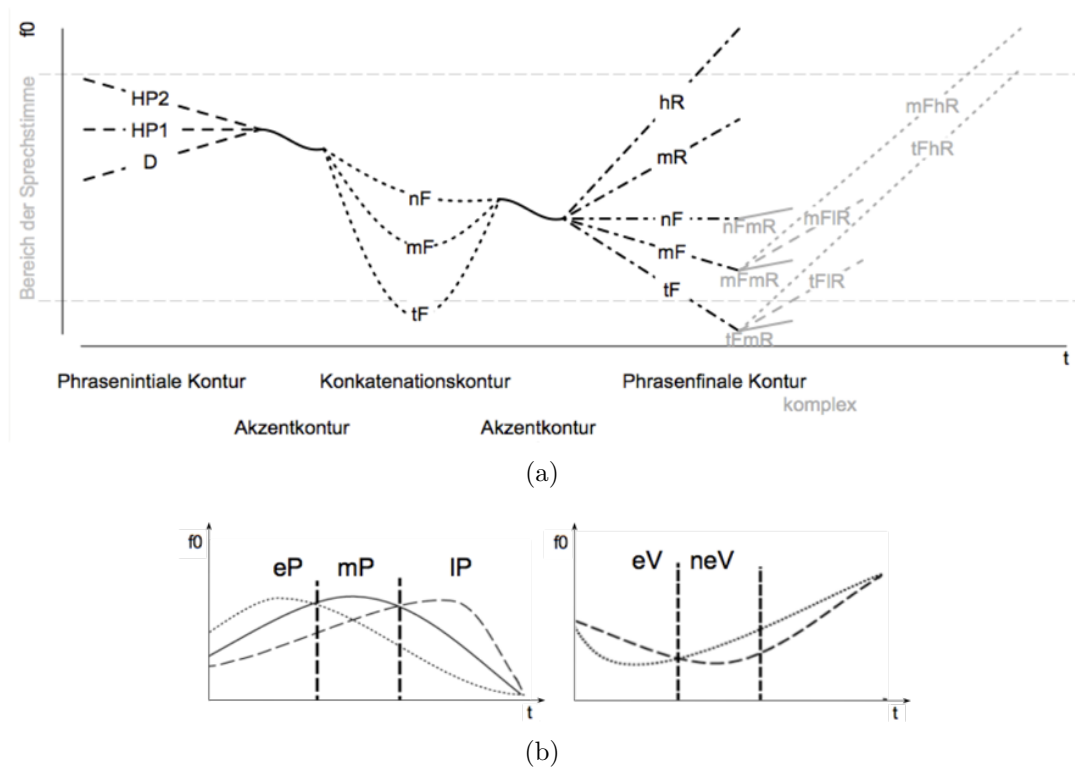 f0
Bereich der Sprechstimme
HP2
HP1
D
nF
mF
tF
hR
mR
nF
mF
tF
nFmR
mFmR
tFmR
mFlR
tFlR
mFhR
tFhR
t
Phrasenintiale Kontur
Konkatenationskontur
Phrasenfinale Kontur
komplex
Akzentkontur
Akzentkontur
(a)
f0
eP mP lP
t
f0
eV neV
t
(b)